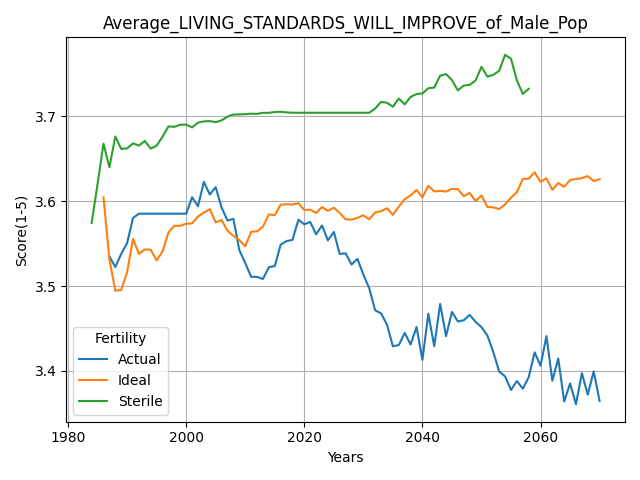 Average_LIVING_STANDARDS_WILL_IMPROVE_of_Male_Pop
Score(1-5)
3.7
3.6
3.5
3.4
Fertility
Actual
Ideal
Sterile
1980 2000 2020 2040 2060
Years